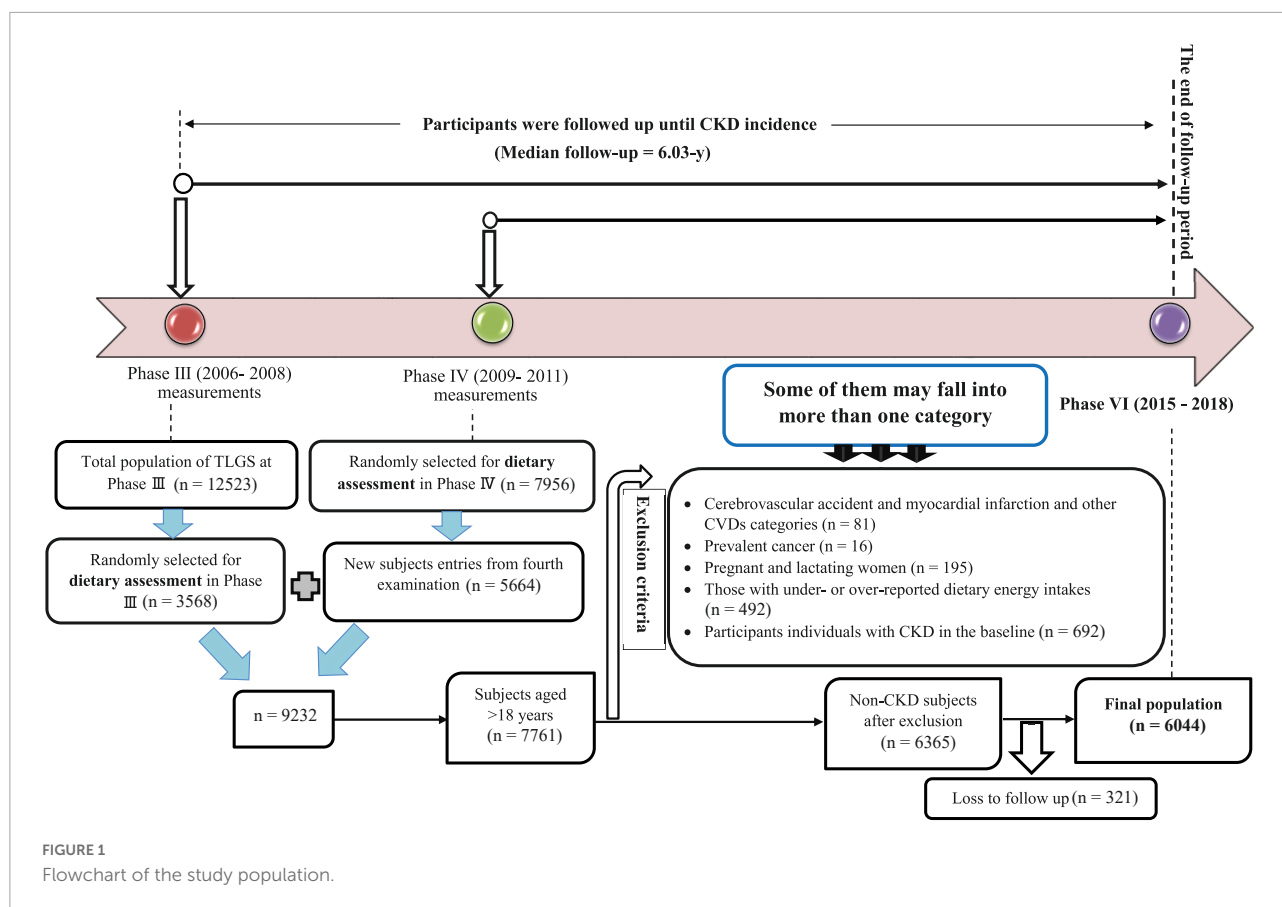 The end of follow-up period
Participants were followed up until CKD incidence
(Median follow-up = 6.03-y)
Phase III (2006- 2008)
measurements
Phase IV (2009- 2011)
measurements
Some of them may fall into
more than one category
Phase VI (2015 - 2018)
Total population of TLGS at
Phase Ⅲ (n = 12523)
Randomly selected for dietary
assessment in Phase Ⅳ (n = 7956)
Randomly selected for
dietary assessment in Phase
Ⅲ (n = 3568)
New subjects entries from fourth
examination (n = 5664)
Exclusion criteria
• Cerebrovascular accident and myocardial infarction and other
CVDs categories (n = 81)
• Prevalent cancer (n = 16)
• Pregnant and lactating women (n = 195)
• Those with under- or over-reported dietary energy intakes
(n = 492)
• Participants individuals with CKD in the baseline (n = 692)
n = 9232
Subjects aged
>18 years
(n = 7761)
Non-CKD subjects
after exclusion
(n = 6365)
Final population
(n = 6044)
Loss to follow up (n = 321)
FIGURE 1
Flowchart of the study population.